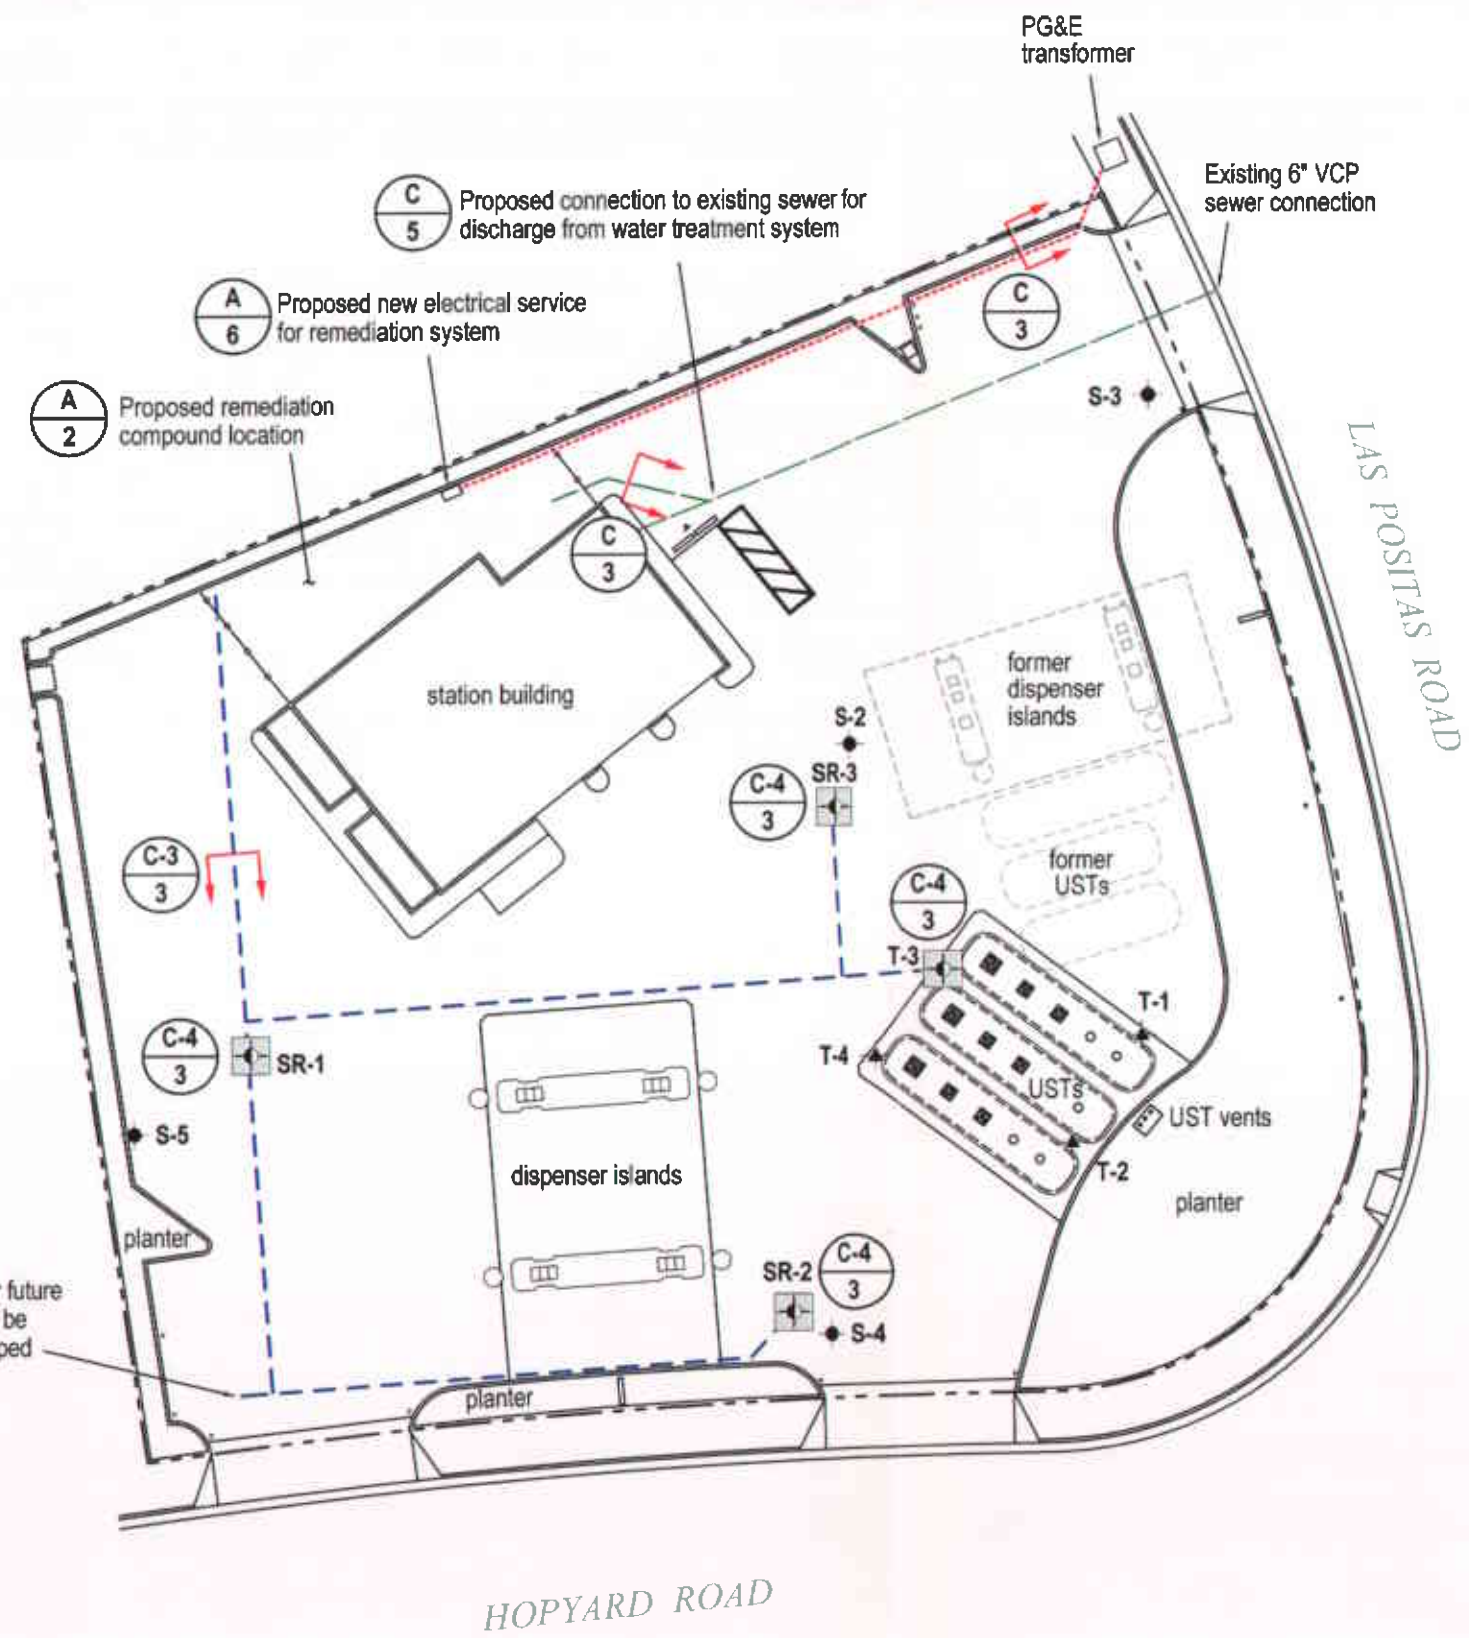 PG&E
transformer
Existing 6" VCP
sewer connection
C
5
Proposed connection to existing sewer for
discharge from water treatment system
A
6
Proposed new electrical service
for remediation system
C
3
A
2
Proposed remediation
compound location
S-3
LAS POSITAS ROAD
C
3
station building
former
dispenser
islands
S-2
SR-3
C-4
3
C-3
3
former
USTs
C-4
3
T-3
T-1
C-4
3
SR-1
T-4
USTs
UST vents
S-5
dispenser islands
T-2
planter
planter
SR-2
C-4
3
future
be
S-4
planter
HOPYARD ROAD